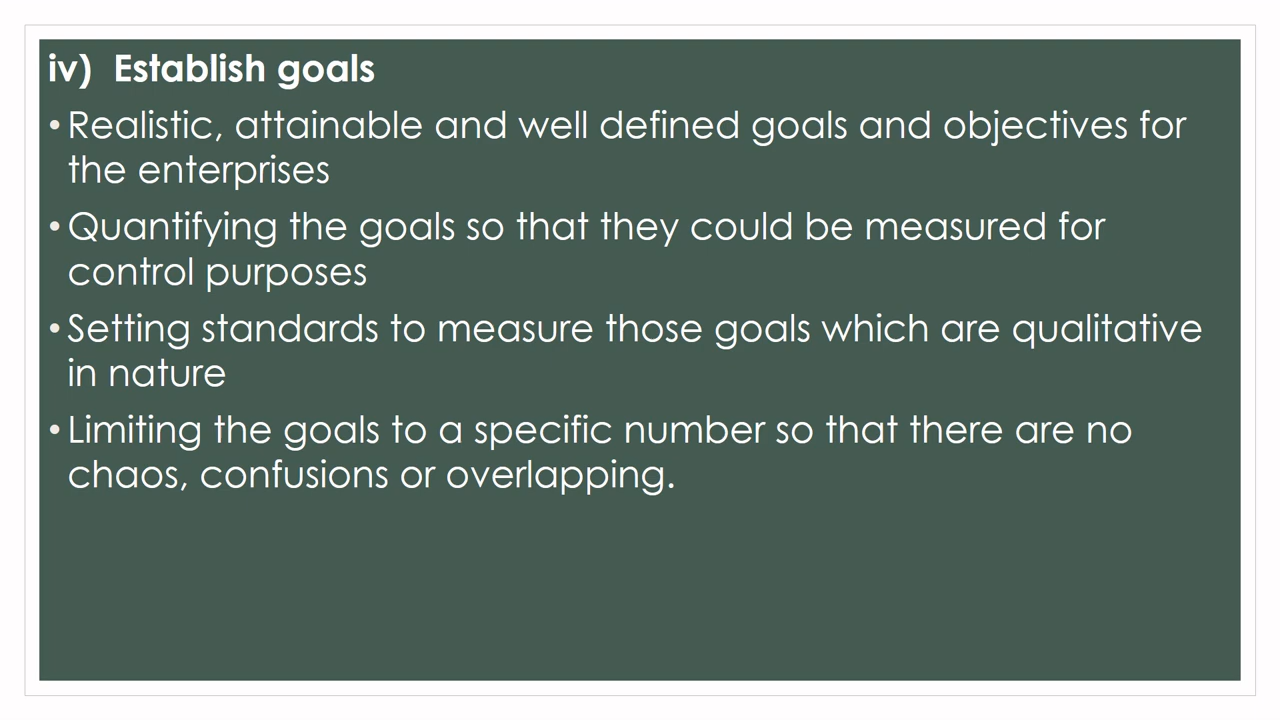 iv)  Establish goals
• Realistic, attainable and well defined goals and objectives for
the enterprises
• Quantifying the goals so that they could be measured for
control purposes
• Setting standards to measure those goals which are qualitative
in nature
• Limiting the goals to a specific number so that there are no
chaos, confusions or overlapping.